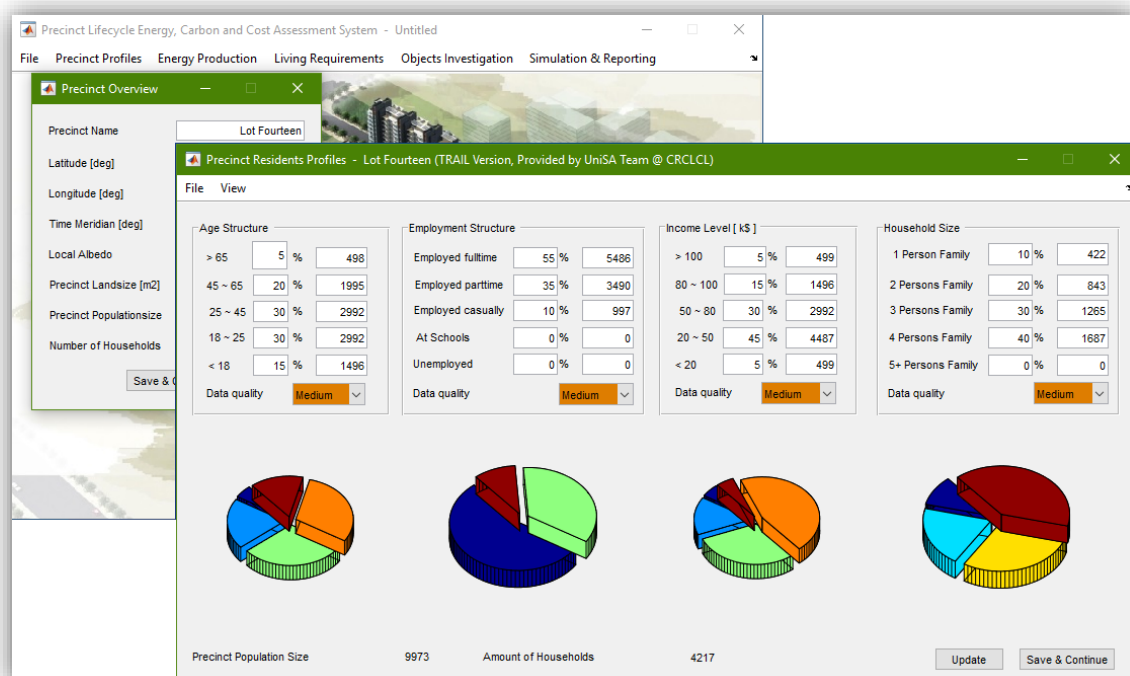 Precinct Lifecycle Energy, Carbon and Cost Assessment System - Untitled
File Precinct Profiles Energy Production Living Requirements Objects Investigation Simulation & Reporting
Precinct Overview
Precinct Name Lot Fourteen
Latitude [deg]
Longitude [deg]
Time Meridian [deg]
Local Albedo
Precinct Landsize [m2]
Precinct Populationsize
Number of Households
Save & C
Precinct Residents Profiles - Lot Fourteen (TRAIL Version, Provided by UniSA Team @ CRCLCL)
File View
Age Structure
> 65 5 % 498
45 ~ 65 20 % 1995
25 ~ 45 30 % 2992
18 ~ 25 30 % 2992
< 18 15 % 1496
Data quality Medium
Employment Structure
Employed fulltime 55 % 5486
Employed parttime 35 % 3490
Employed casually 10 % 997
At Schools 0 % 0
Unemployed 0 % 0
Data quality Medium
Income Level [ k$ ]
> 100 5 % 499
80 ~ 100 15 % 1496
50 ~ 80 30 % 2992
20 ~ 50 45 % 4487
< 20 5 % 499
Data quality Medium
Household Size
1 Person Family 10 % 422
2 Persons Family 20 % 843
3 Persons Family 30 % 1265
4 Persons Family 40 % 1687
5+ Persons Family 0 % 0
Data quality Medium
Precinct Population Size 9973 Amount of Households 4217
Update Save & Continue